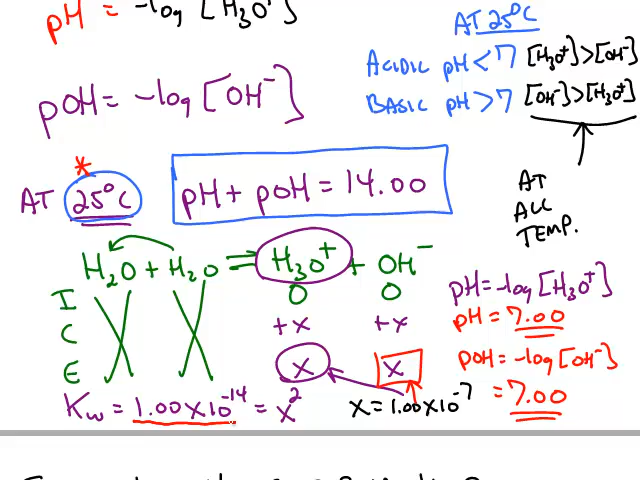 pH = -log [H₃O⁺]
AT 25°C
ACIDIC pH < 7 [H₃O⁺] > [OH⁻]
pOH = -log [OH⁻]
BASIC pH > 7 [OH⁻] > [H₃O⁺]
*
AT 25°C
pH + pOH = 14.00
AT
ALL
TEMP.
H₂O + H₂O ⇌ H₃O⁺ + OH⁻
I 0 0
C +x +x
E x x
pH = -log [H₃O⁺]
pH = 7.00
pOH = -log [OH⁻]
= 7.00
Kw = 1.00 x 10⁻¹⁴ = x²
x = 1.00 x 10⁻⁷